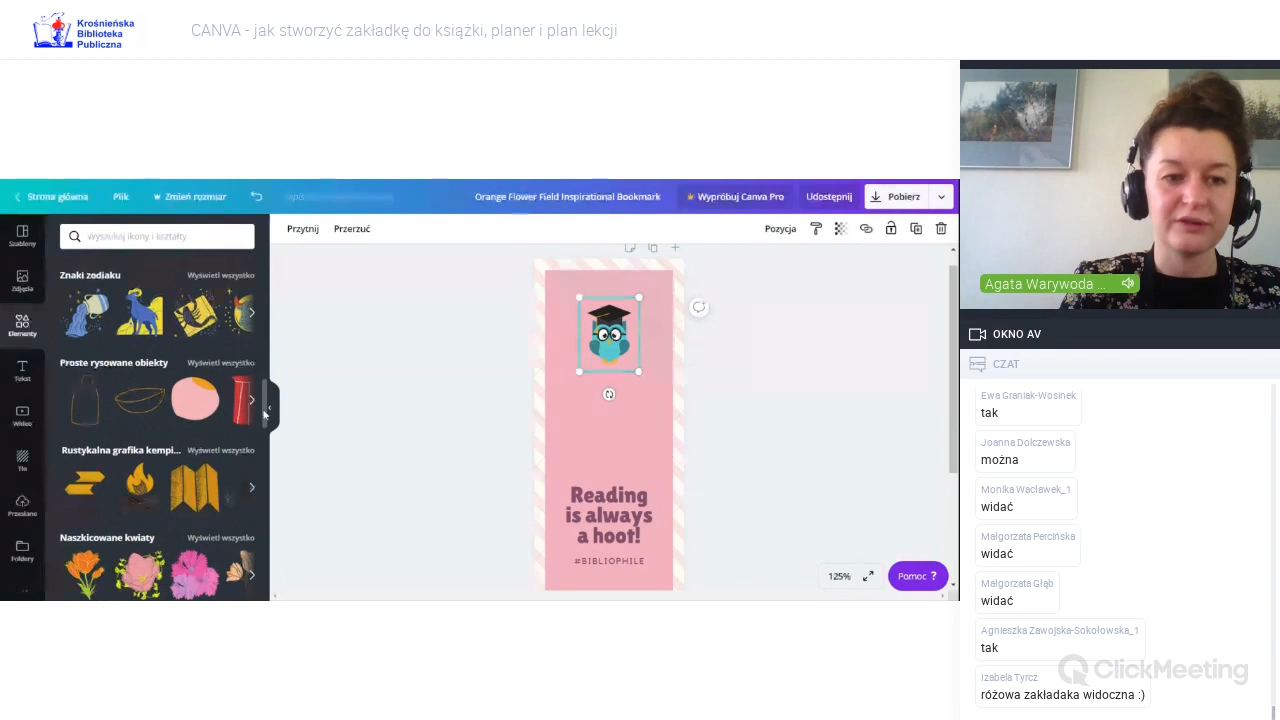 Krośnieńska
Biblioteka
Publiczna
CANVA - jak stworzyć zakładkę do książki, planer i plan lekcji
Strona główna
Plik
Zmień rozmiar
Orange Flower Field Inspirational Bookmark
Wypróbuj Canva Pro
Udostępnij
Pobierz
Szablony
Zdjęcia
Elementy
Tekst
Wideo
Tło
Przesłane
Foldery
Wyszukaj ikony i kształty
Znaki zodiaku Wyświetl wszystko
Proste rysowane obiekty Wyświetl wszystko
Rustykalna grafika kempi... Wyświetl wszystko
Naszkicowane kwiaty Wyświetl wszystko
Przytnij Przerzuć
Pozycja
Reading
is always
a hoot!
#BIBLIOPHILE
125%
Pomoc ?
Agata Warywoda ...
OKNO AV
CZAT
Ewa Graniak-Wosinek
tak
Joanna Dolczewska
można
Monika Wacławek_1
widać
Małgorzata Percińska
widać
Małgorzata Głąb
widać
Agnieszka Zawojska-Sokołowska_1
tak
Izabela Tyrcz
różowa zakładaka widoczna :)
ClickMeeting